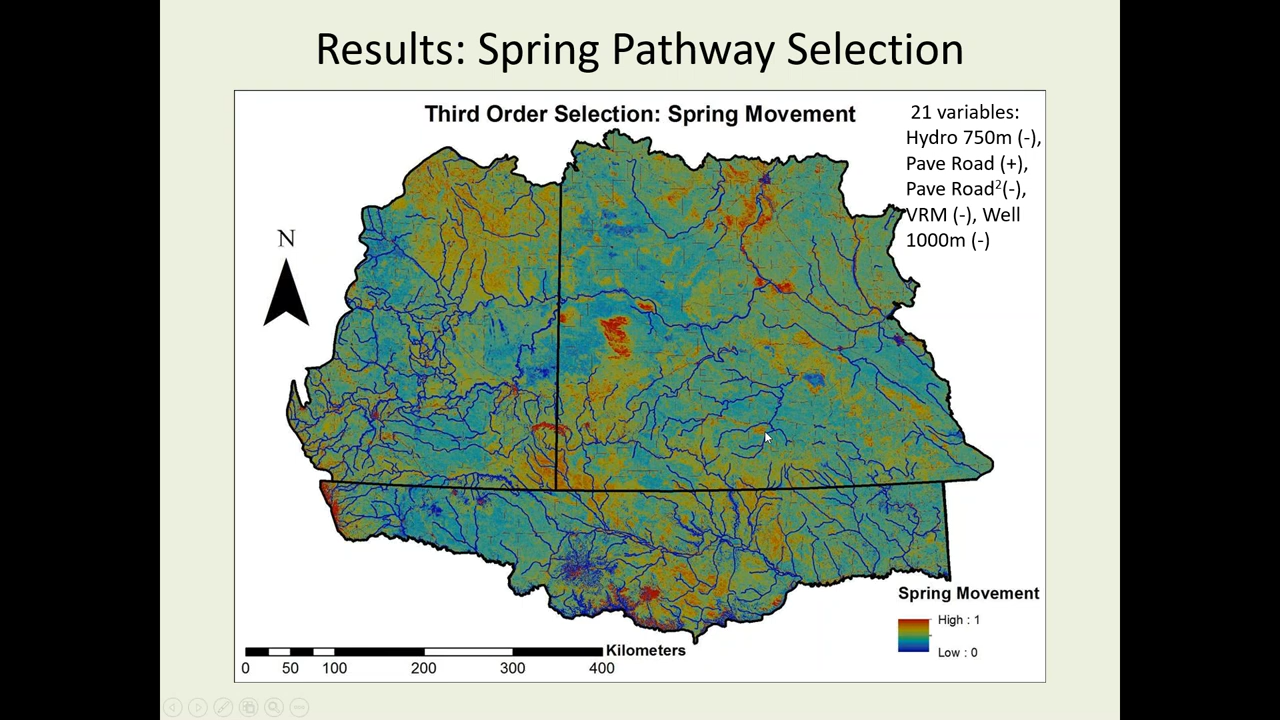 Results: Spring Pathway Selection
Third Order Selection: Spring Movement
21 variables:
Hydro 750m (-),
Pave Road (+),
Pave Road²(-),
VRM (-), Well
1000m (-)
N
Spring Movement
High : 1
Low : 0
Kilometers
0 50 100 200 300 400